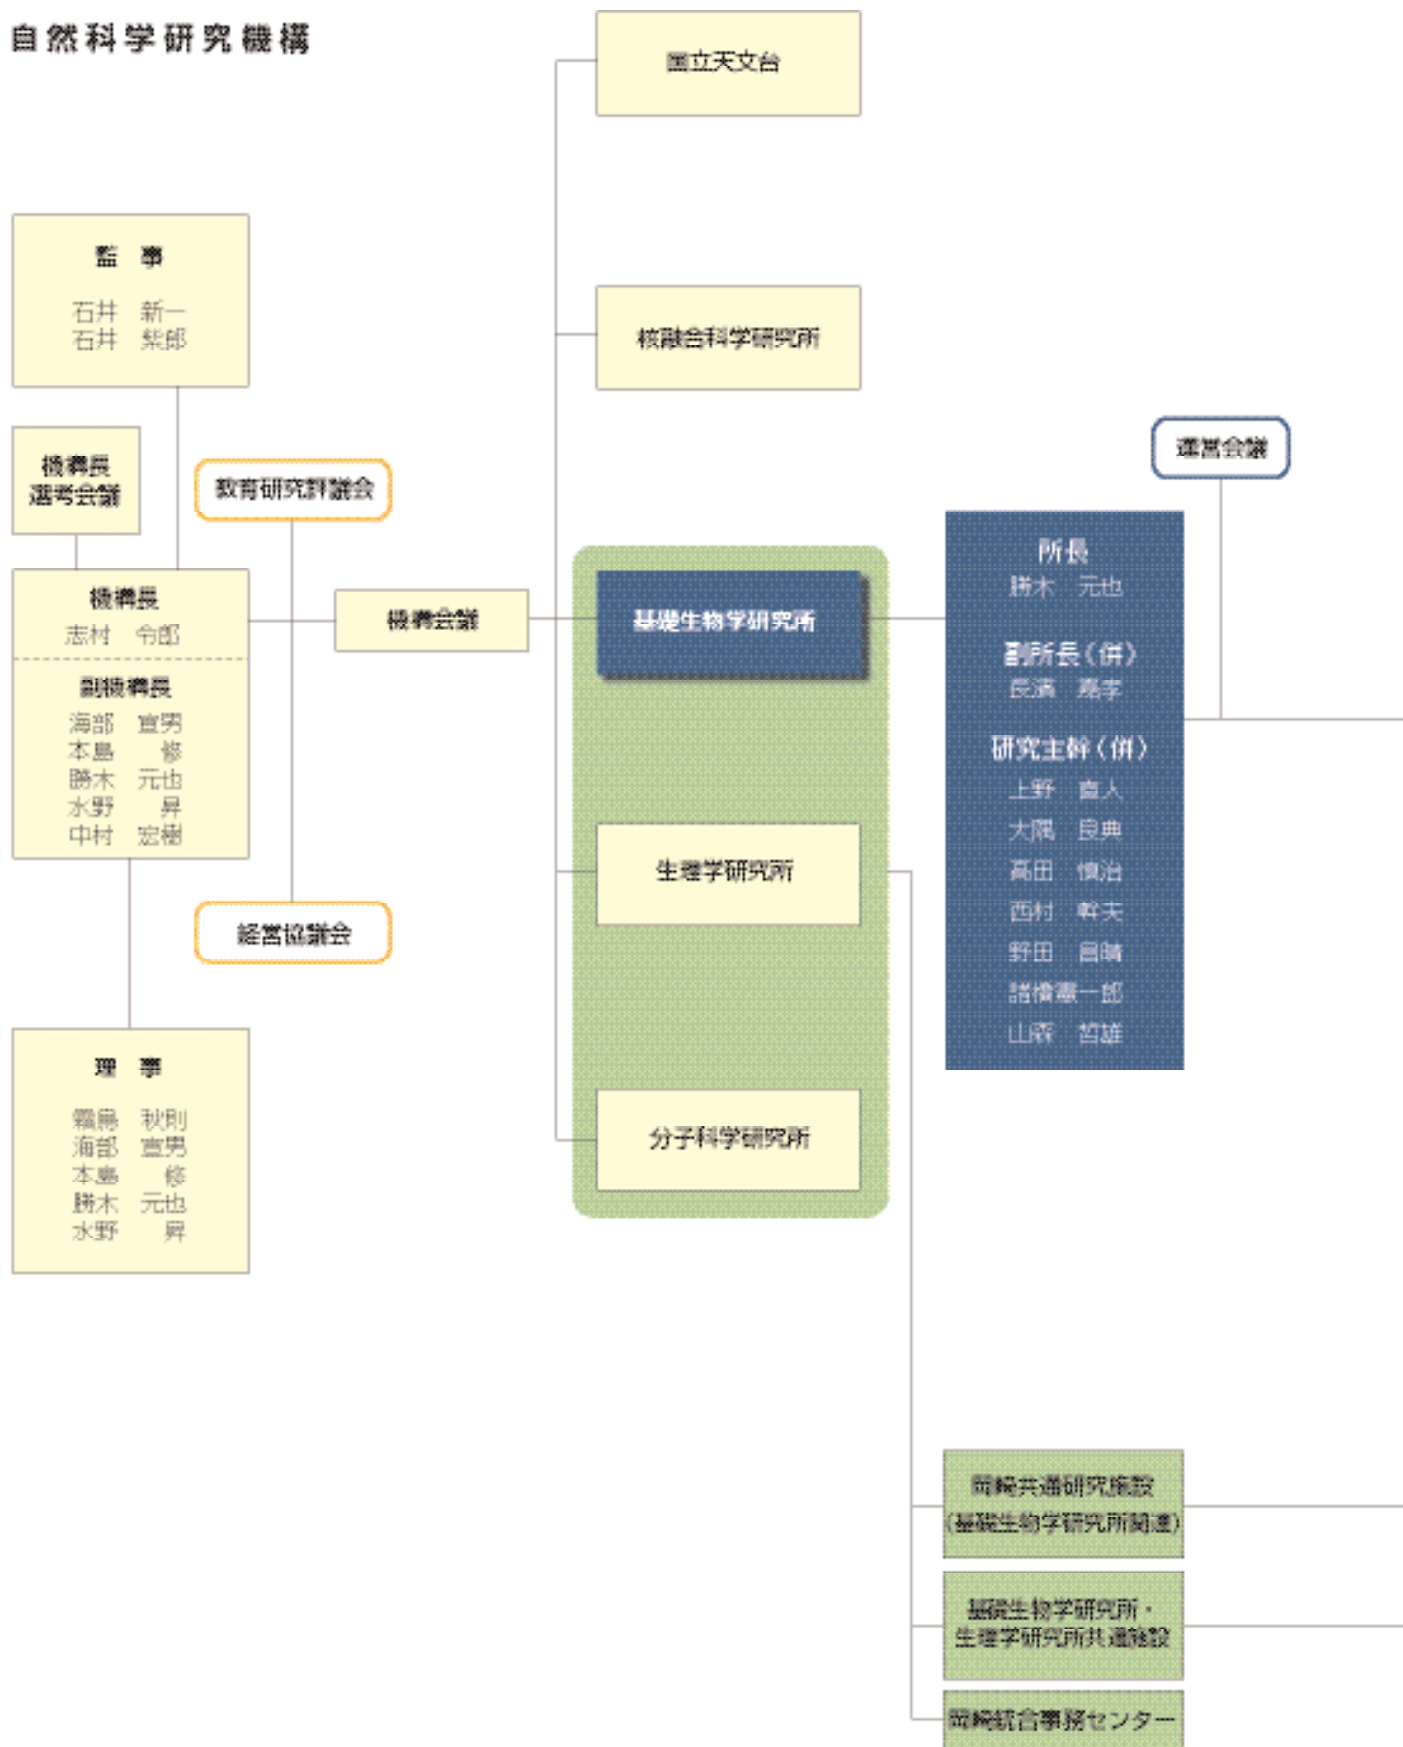 自然科学研究機構
国立天文台
監　事
石井　新一
石井　紫郎
核融合科学研究所
機構長
選考会議
教育研究評議会
運営会議
機構長
志村　令郎
副機構長
海部　宣男
本島　　修
勝木　元也
水野　　昇
中村　宏樹
機構会議
基礎生物学研究所
所長
勝木　元也
副所長（併）
長濱　嘉孝
研究主幹（併）
上野　直人
大隅　良典
高田　慎治
西村　幹夫
野田　昌晴
諸橋憲一郎
山森　哲雄
生理学研究所
経営協議会
理　事
霧島　秋則
海部　宣男
本島　　修
勝木　元也
水野　　昇
分子科学研究所
岡崎共通研究施設
（基礎生物学研究所関連）
基礎生物学研究所・
生理学研究所共通施設
岡崎統合事務センター